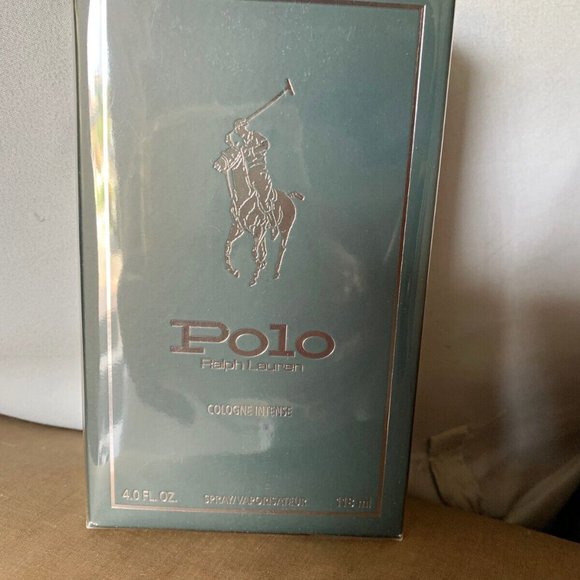 Polo
Ralph Lauren
COLOGNE INTENSE
4.0 FL. OZ. SPRAY/VAPORISATEUR 118 ml